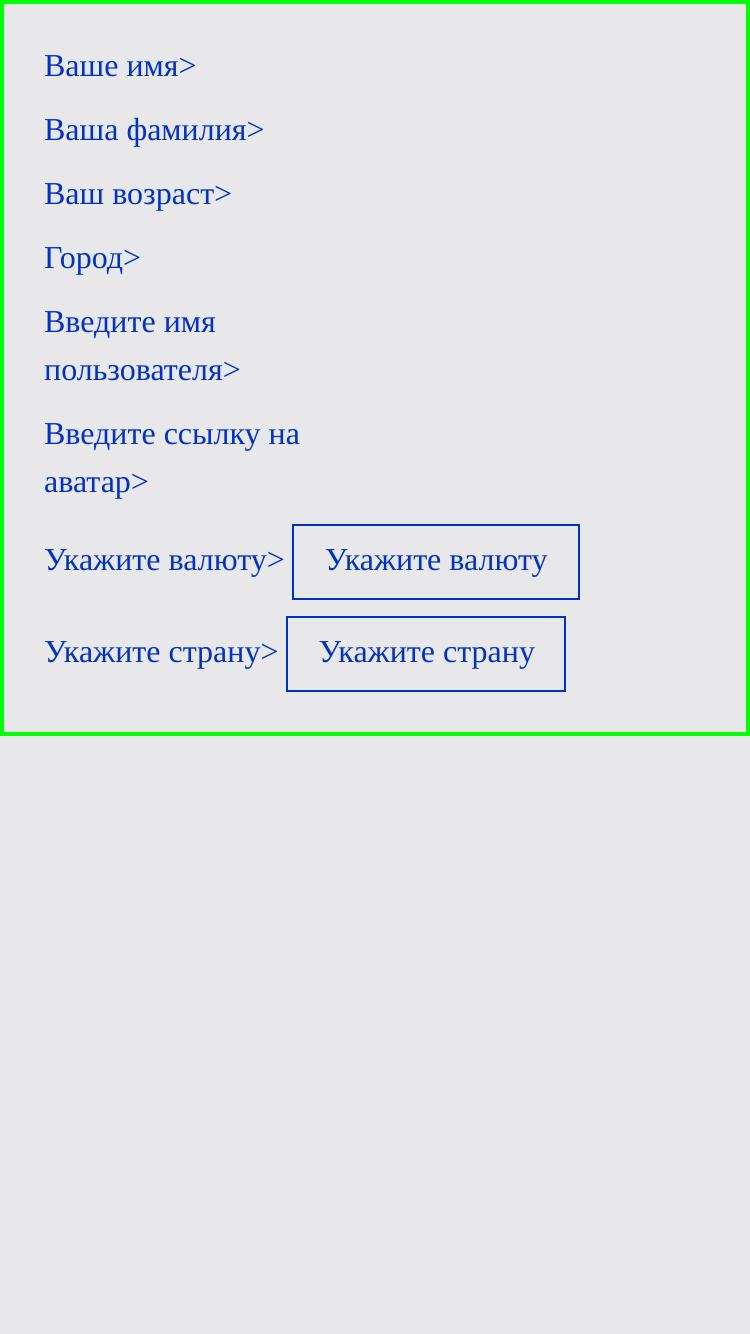 Ваше имя>
Ваша фамилия>
Ваш возраст>
Город>
Введите имя
пользователя>
Введите ссылку на
аватар>
Укажите валюту> Укажите валюту
Укажите страну> Укажите страну